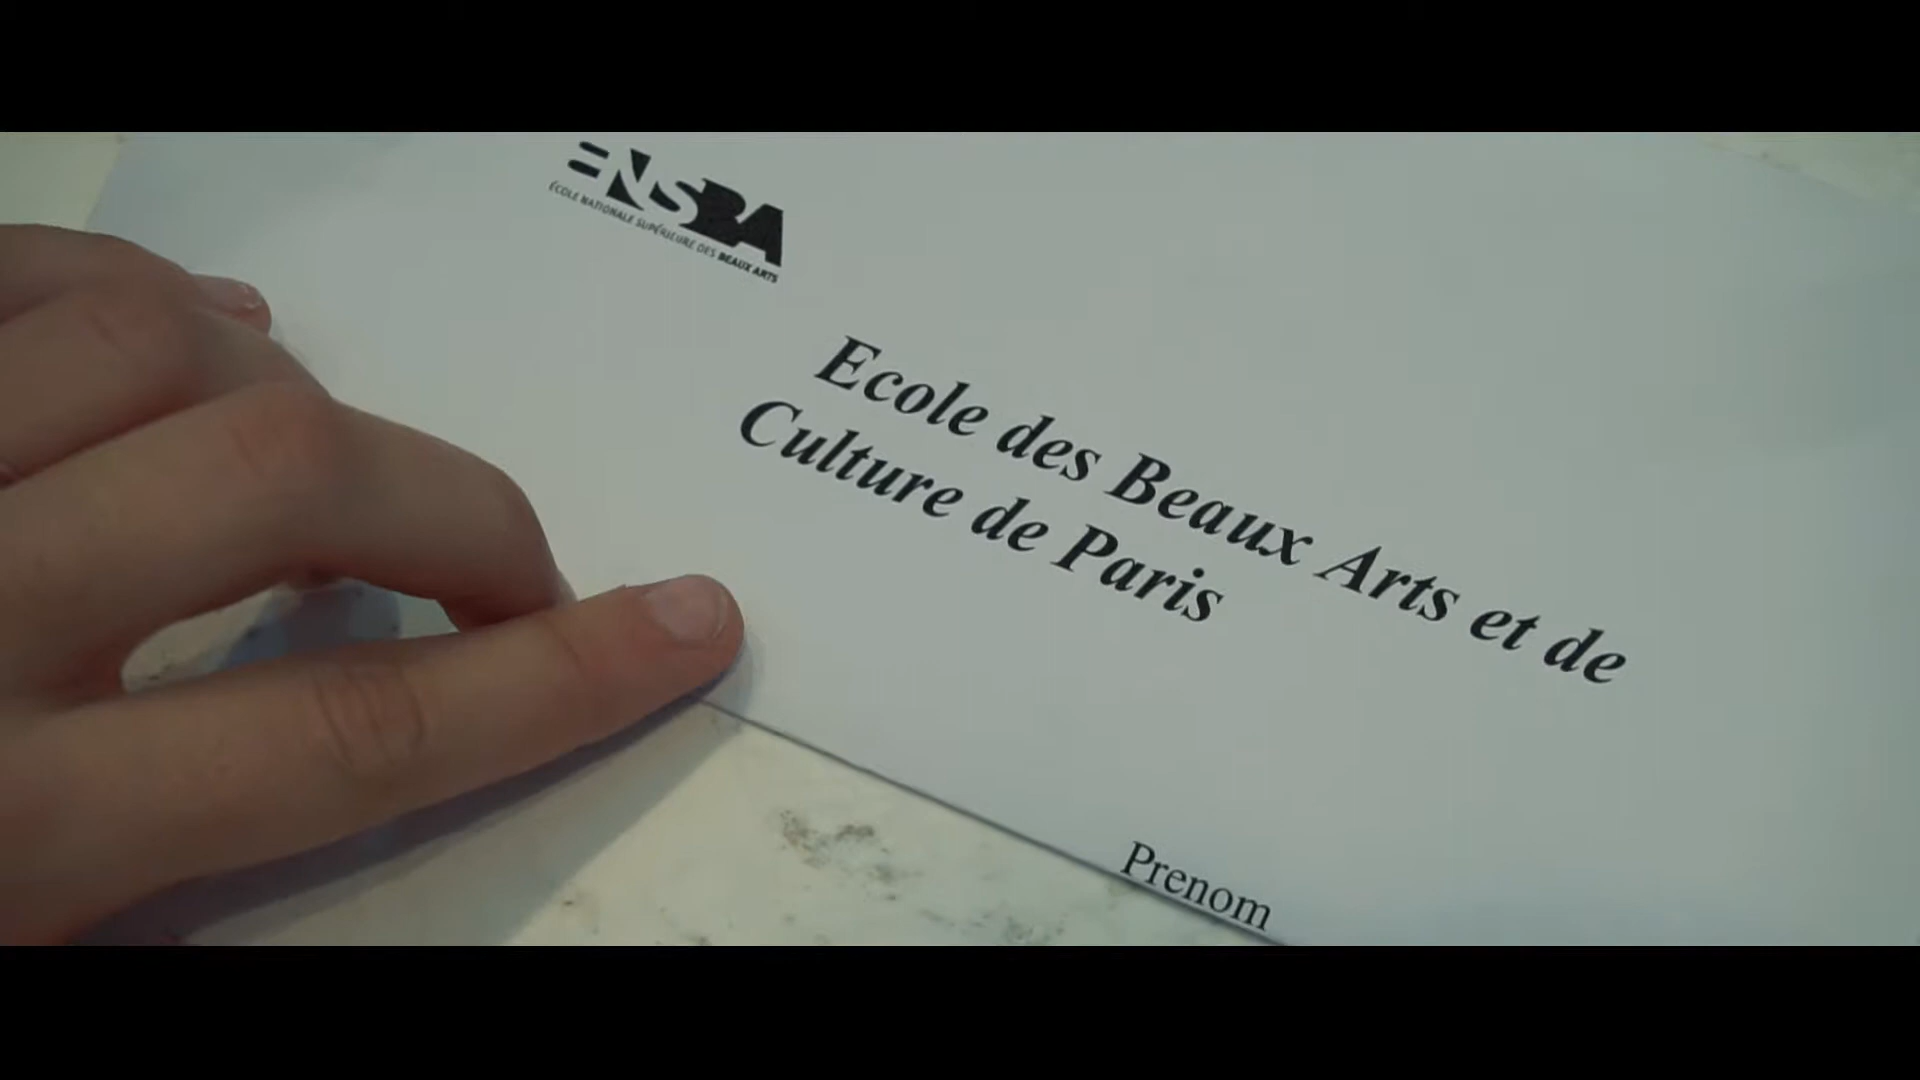 ENSBA
ÉCOLE NATIONALE SUPÉRIEURE DES BEAUX ARTS
Ecole des Beaux Arts et de
Culture de Paris
Prenom